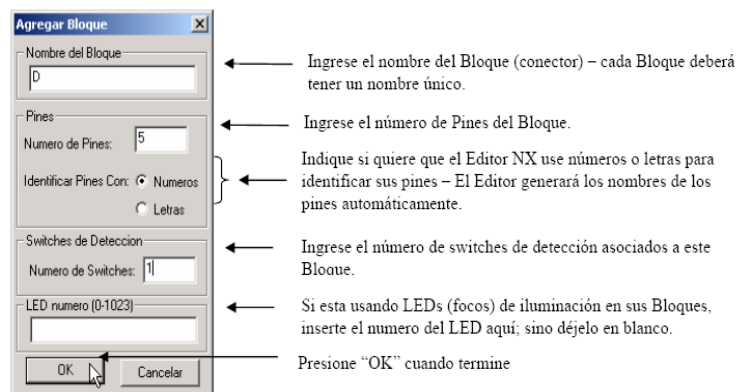 Agregar Bloque
Nombre del Bloque
D
Ingrese el nombre del Bloque (conector) – cada Bloque deberá
tener un nombre único.
Pines
Numero de Pines: 5
Ingrese el número de Pines del Bloque.
Identificar Pines Con: Numeros
Letras
Indique si quiere que el Editor NX use números o letras para
identificar sus pines – El Editor generará los nombres de los
pines automáticamente.
Switches de Deteccion
Numero de Switches: 1
Ingrese el número de switches de detección asociados a este
Bloque.
LED numero (0-1023)
Si esta usando LEDs (focos) de iluminación en sus Bloques,
inserte el numero del LED aquí; sino déjelo en blanco.
OK Cancelar
Presione “OK” cuando termine